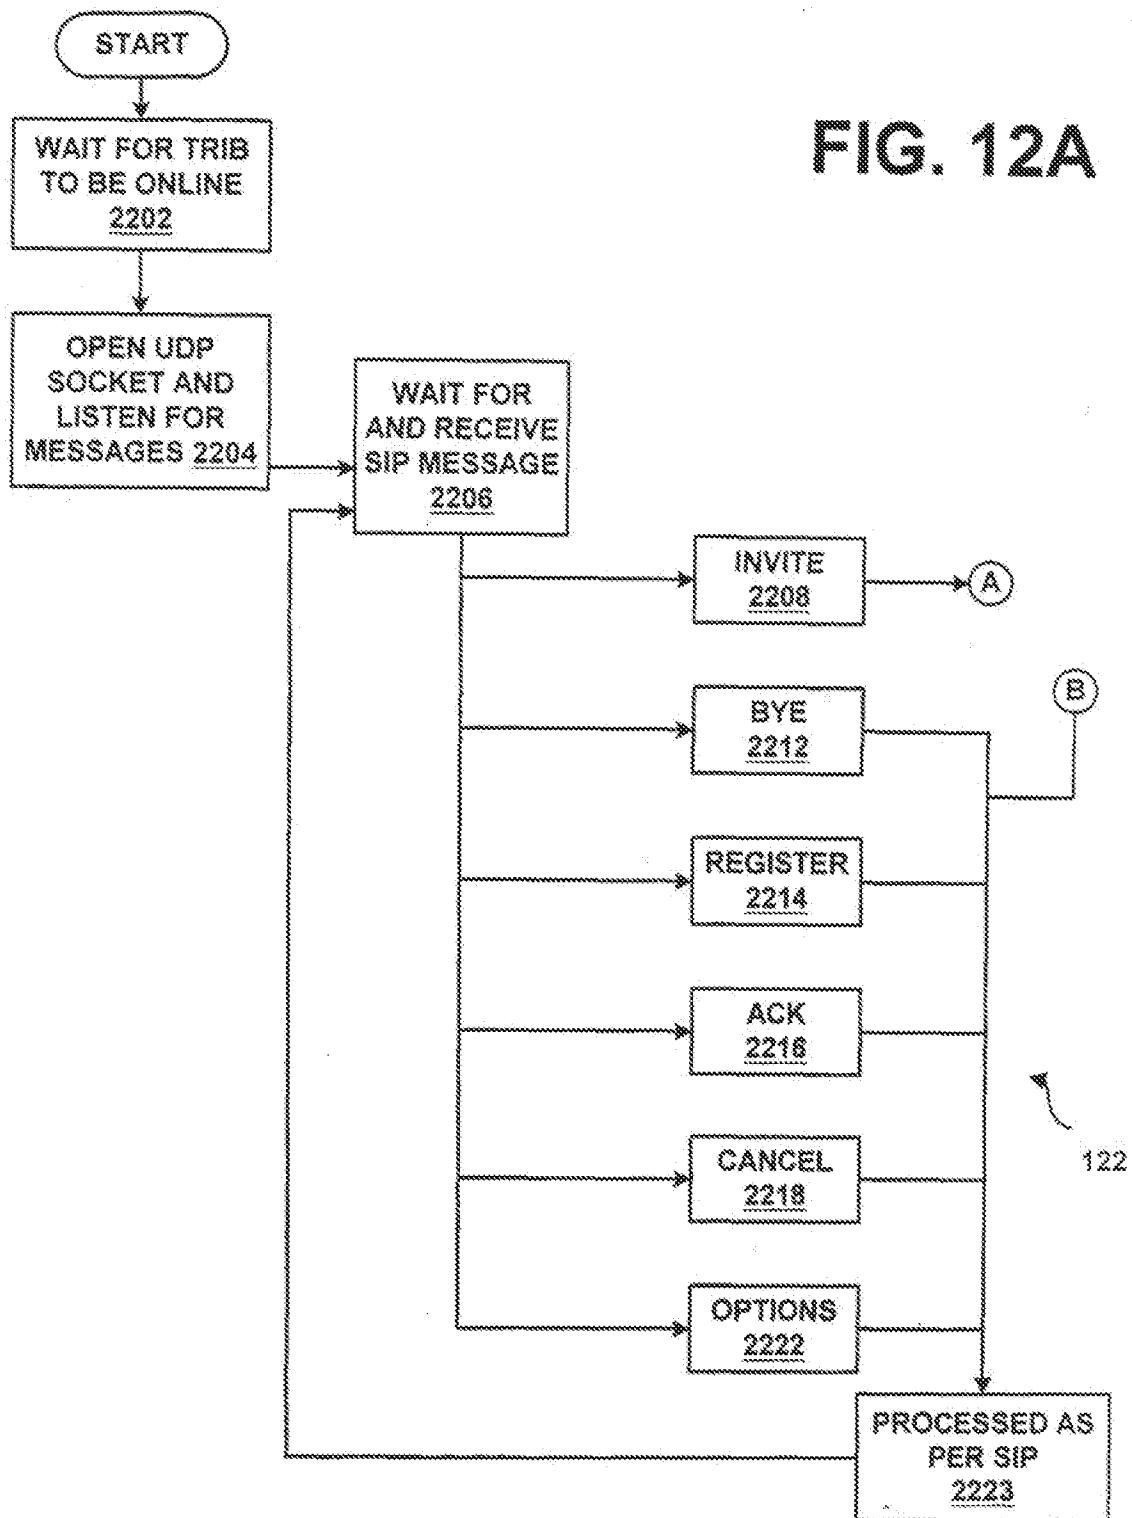 START
FIG. 12A
WAIT FOR TRIB
TO BE ONLINE
2202
OPEN UDP
SOCKET AND
LISTEN FOR
MESSAGES 2204
WAIT FOR
AND RECEIVE
SIP MESSAGE
2206
INVITE
2208
A
B
BYE
2212
REGISTER
2214
ACK
2216
CANCEL
2218
122
OPTIONS
2222
PROCESSED AS
PER SIP
2223